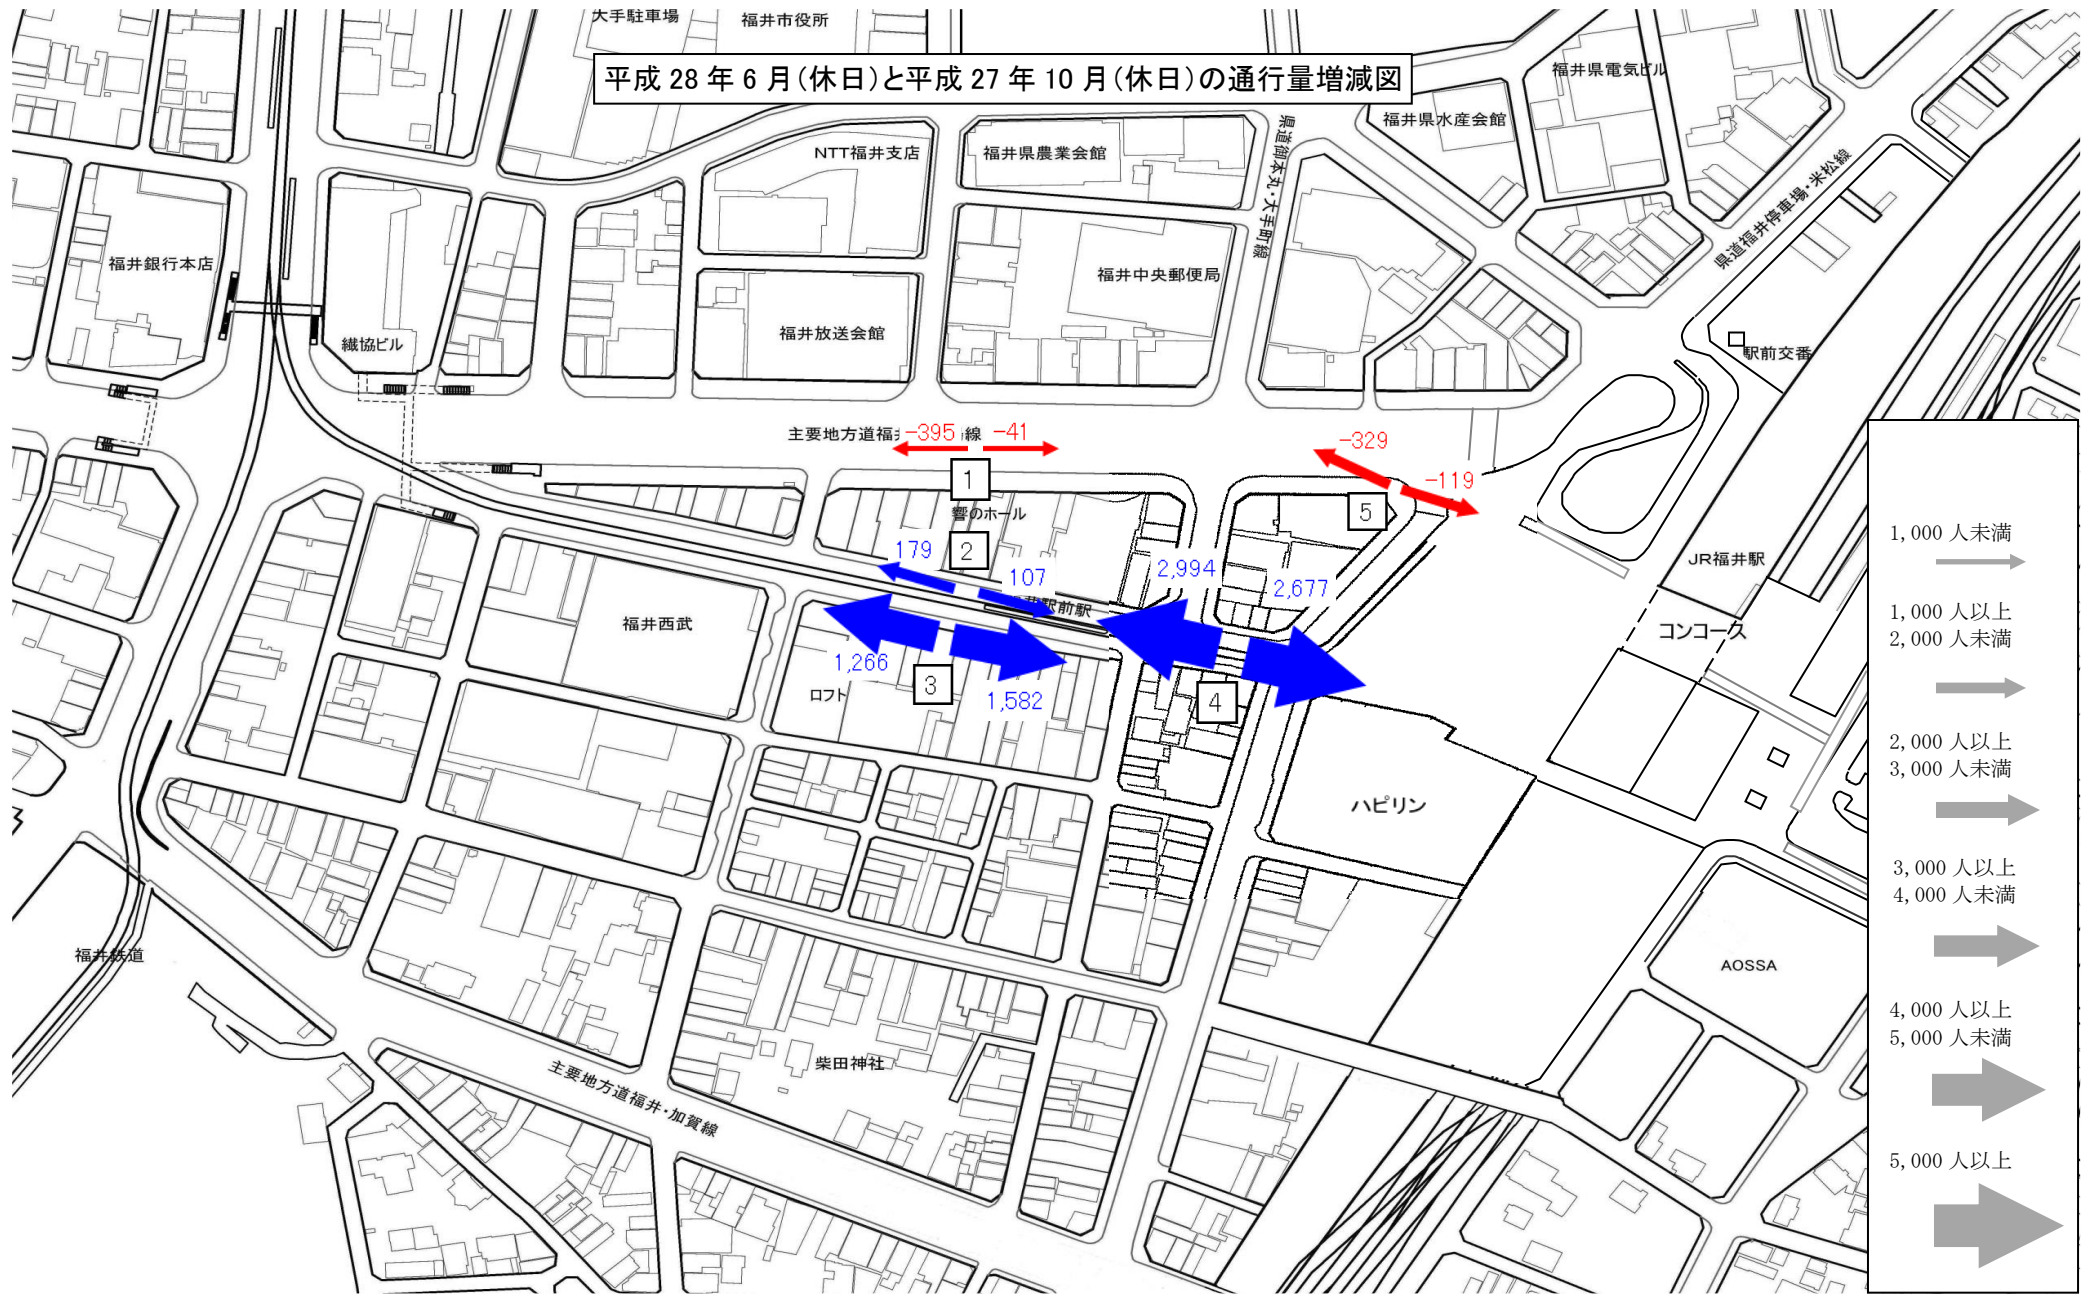 大手駐車場
福井市役所
平成 28 年 6 月(休日)と平成 27 年 10 月(休日)の通行量増減図
福井県電気ビル
福井県水産会館
NTT福井支店
福井県農業会館
県道御本丸・大手町線
県道福井停車場・米松線
福井銀行本店
福井中央郵便局
繊協ビル
福井放送会館
駅前交番
主要地方道福
線
-395
-41
-329
-119
1
響のホール
5
2
179
107
2,994
2,677
JR福井駅
駅前駅
福井西武
コンコース
1,266
3
ロフト
1,582
4
ハピリン
福井鉄道
AOSSA
柴田神社
主要地方道福井・加賀線
1,000 人未満
1,000 人以上
2,000 人未満
2,000 人以上
3,000 人未満
3,000 人以上
4,000 人未満
4,000 人以上
5,000 人未満
5,000 人以上